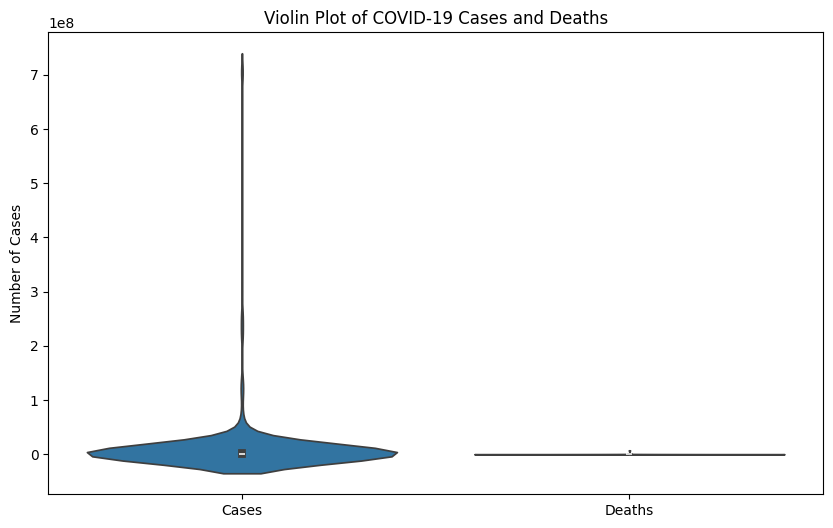 Violin Plot of COVID-19 Cases and Deaths
1e8
7
6
5
4
3
2
1
0
Number of Cases
Cases
Deaths